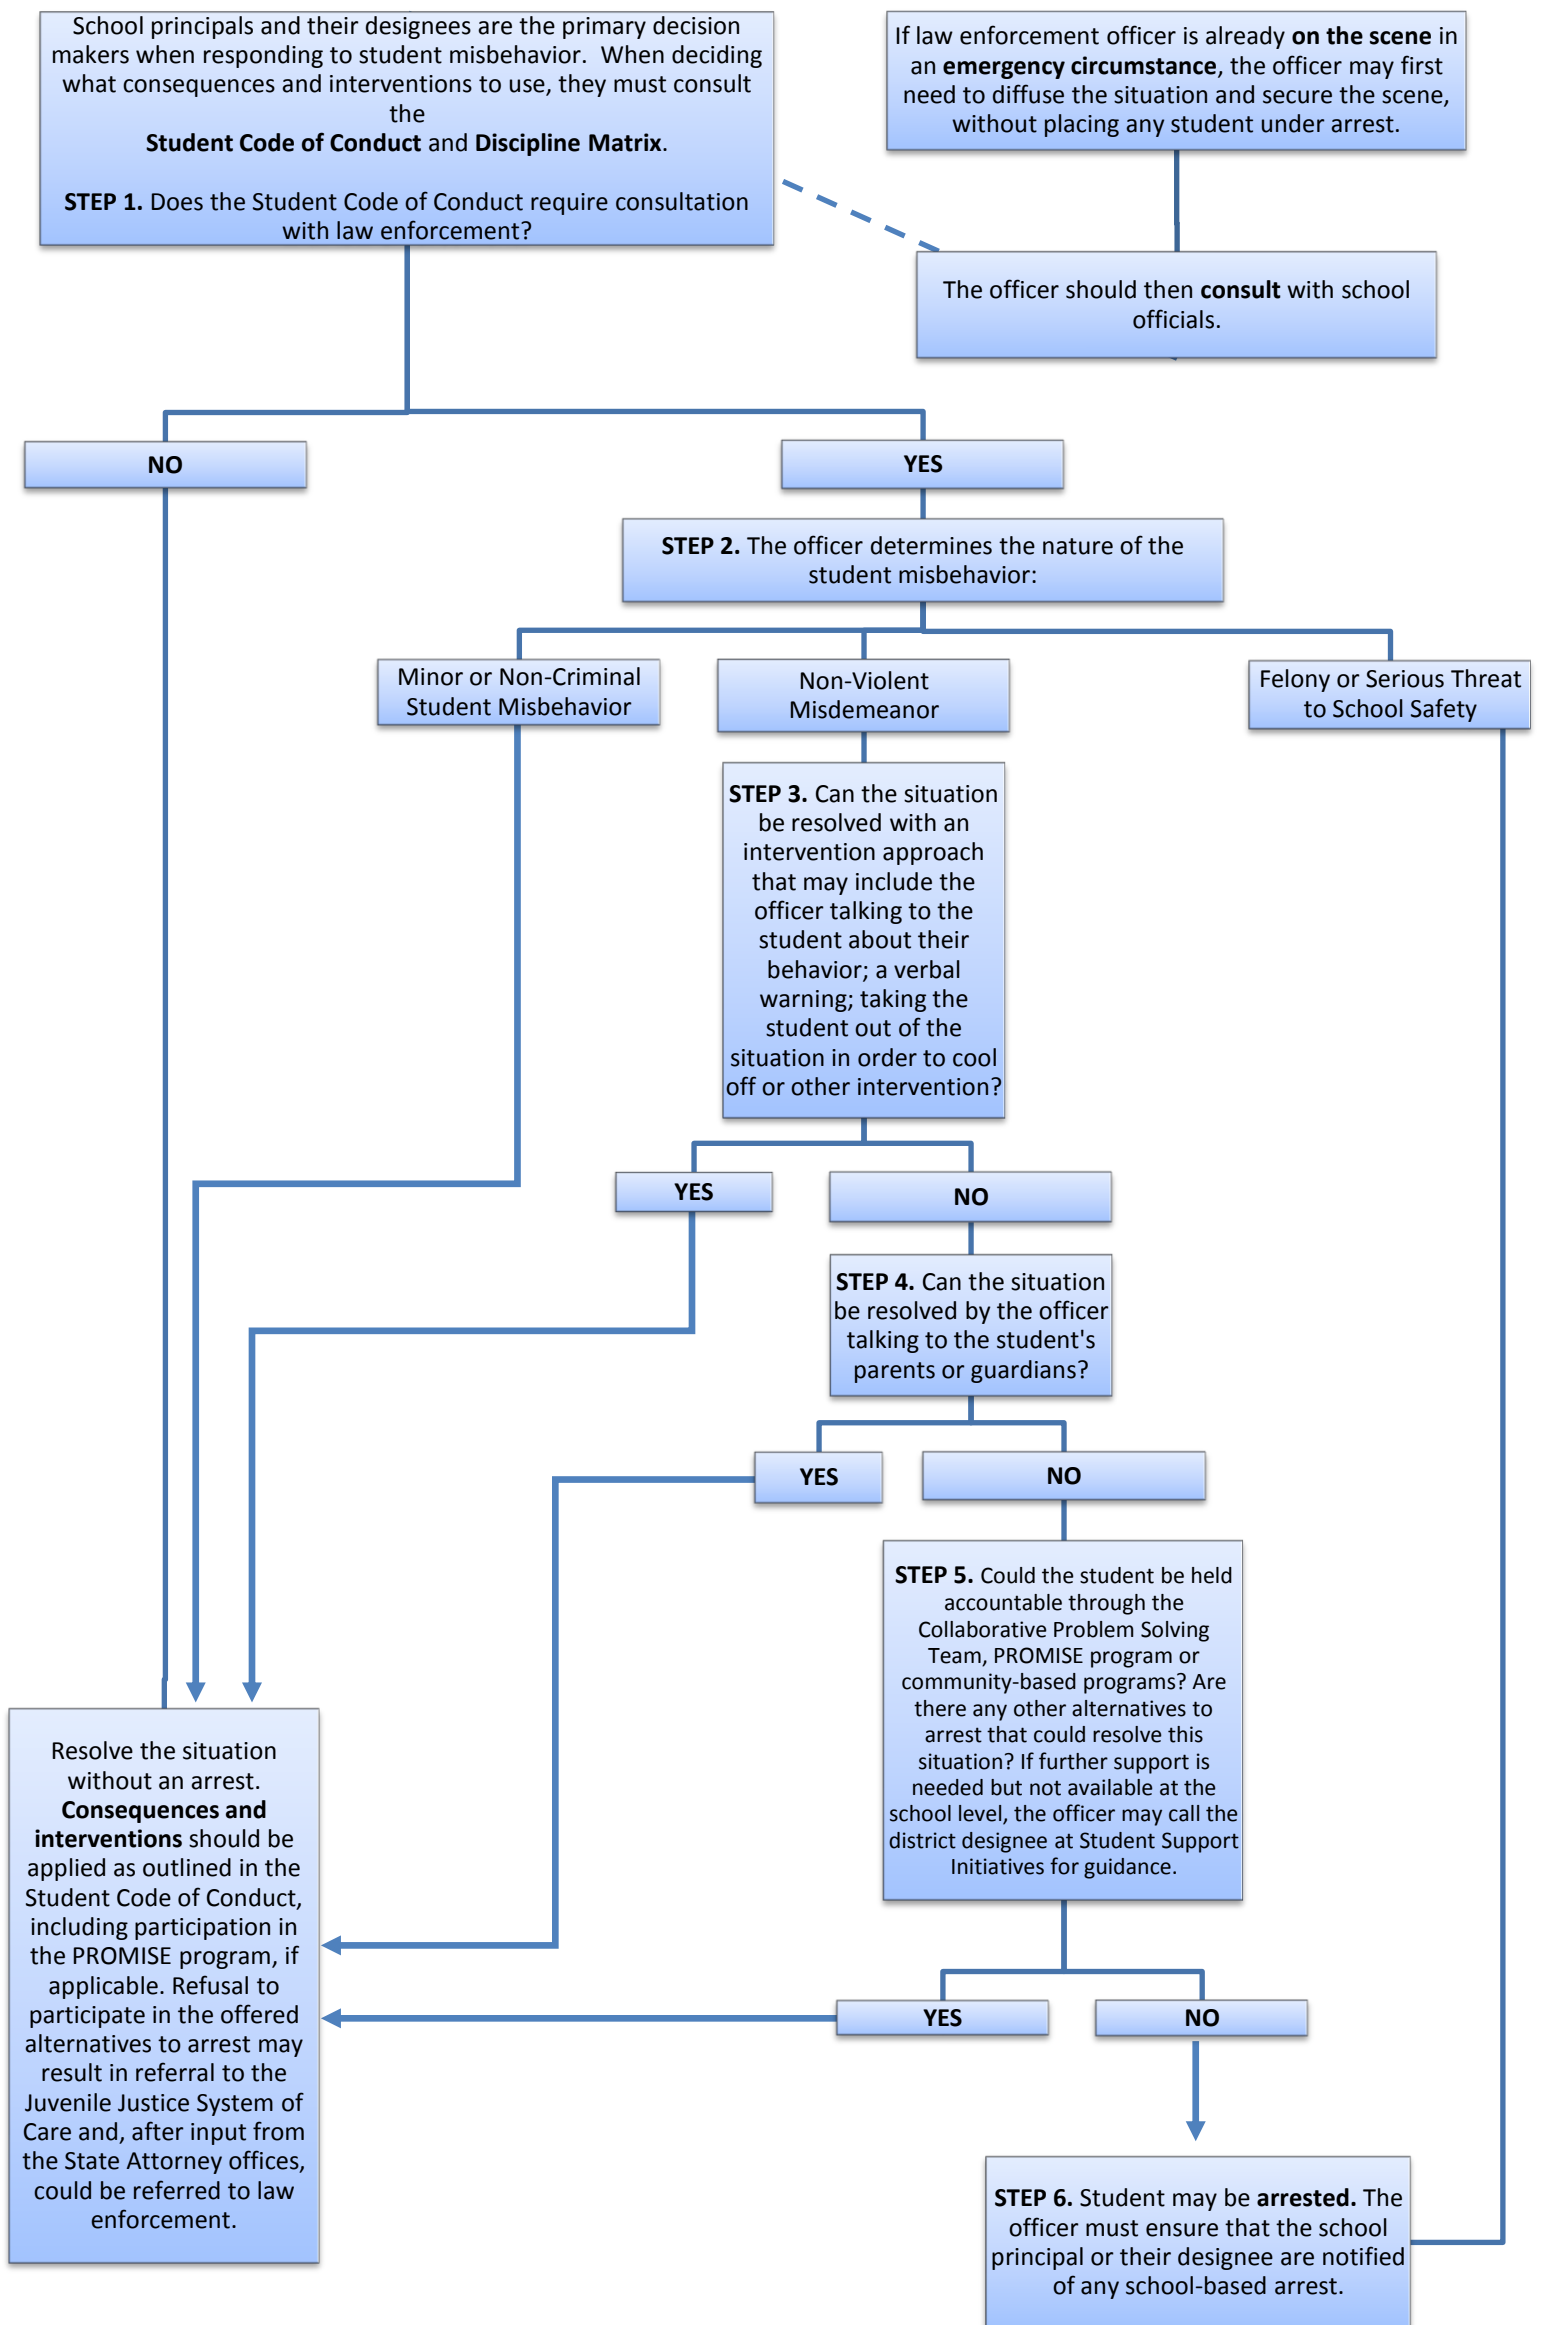 School principals and their designees are the primary decision
makers when responding to student misbehavior.  When deciding
what consequences and interventions to use, they must consult
the
Student Code of Conduct and Discipline Matrix.
STEP 1. Does the Student Code of Conduct require consultation
with law enforcement?
If law enforcement officer is already on the scene in
an emergency circumstance, the officer may first
need to diffuse the situation and secure the scene,
without placing any student under arrest.
The officer should then consult with school
officials.
NO
YES
STEP 2. The officer determines the nature of the
student misbehavior:
Minor or Non-Criminal
Student Misbehavior
Non-Violent
Misdemeanor
Felony or Serious Threat
to School Safety
STEP 3. Can the situation
be resolved with an
intervention approach
that may include the
officer talking to the
student about their
behavior; a verbal
warning; taking the
student out of the
situation in order to cool
off or other intervention?
YES
NO
STEP 4. Can the situation
be resolved by the officer
talking to the student's
parents or guardians?
YES
NO
STEP 5. Could the student be held
accountable through the
Collaborative Problem Solving
Team, PROMISE program or
community-based programs? Are
there any other alternatives to
arrest that could resolve this
situation? If further support is
needed but not available at the
school level, the officer may call the
district designee at Student Support
Initiatives for guidance.
YES
NO
Resolve the situation
without an arrest.
Consequences and
interventions should be
applied as outlined in the
Student Code of Conduct,
including participation in
the PROMISE program, if
applicable. Refusal to
participate in the offered
alternatives to arrest may
result in referral to the
Juvenile Justice System of
Care and, after input from
the State Attorney offices,
could be referred to law
enforcement.
STEP 6. Student may be arrested. The
officer must ensure that the school
principal or their designee are notified
of any school-based arrest.